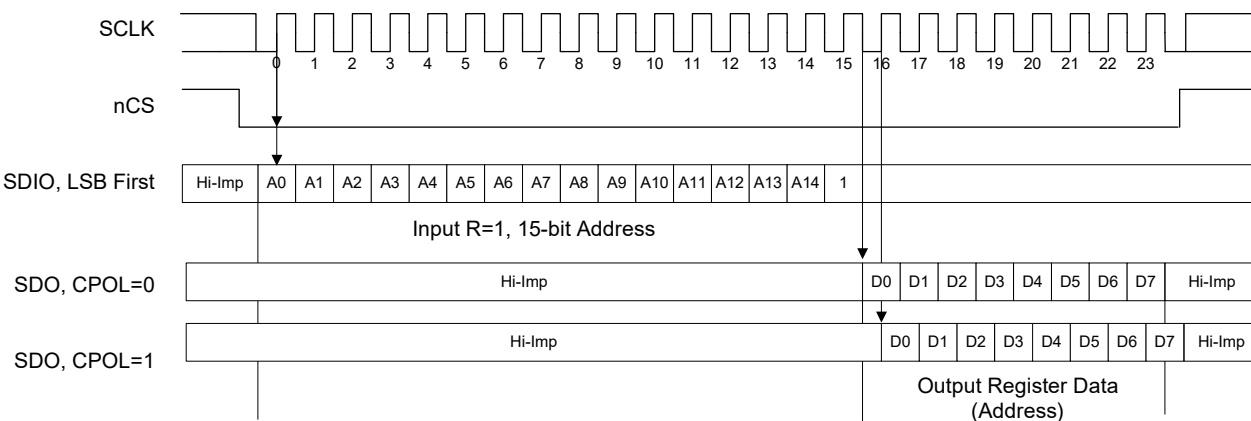 SCLK
0 1 2 3 4 5 6 7 8 9 10 11 12 13 14 15 16 17 18 19 20 21 22 23
nCS
SDIO, LSB First Hi-Imp A0 A1 A2 A3 A4 A5 A6 A7 A8 A9 A10 A11 A12 A13 A14 1
Input R=1, 15-bit Address
SDO, CPOL=0 Hi-Imp D0 D1 D2 D3 D4 D5 D6 D7 Hi-Imp
SDO, CPOL=1 Hi-Imp D0 D1 D2 D3 D4 D5 D6 D7 Hi-Imp
Output Register Data
(Address)